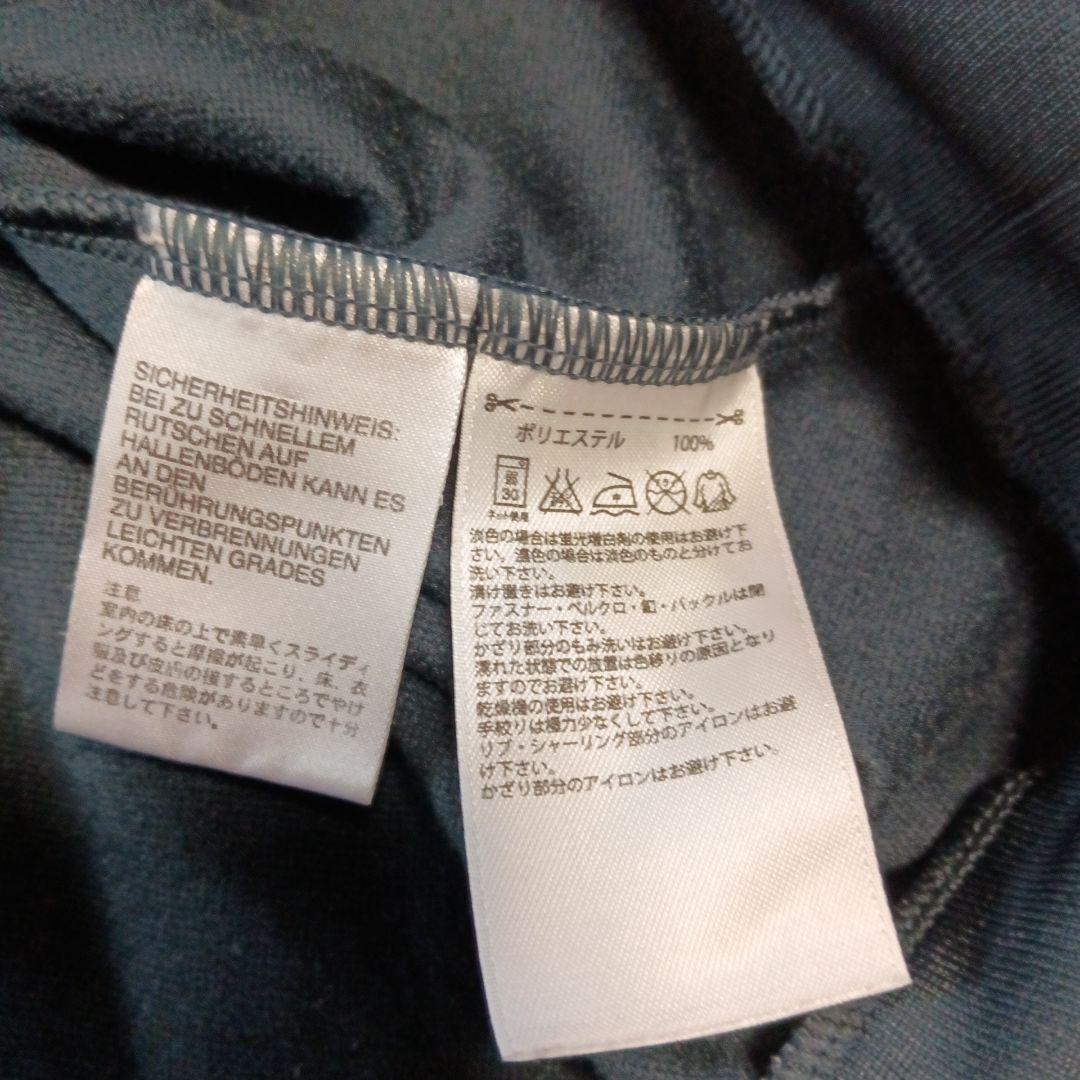 SICHERHEITSHINWEIS:
BEI ZU SCHNELLEM
RUTSCHEN AUF
HALLENBÖDEN KANN ES
AN DEN
BERÜHRUNGSPUNKTEN
ZU VERBRENNUNGEN
LEICHTEN GRADES
KOMMEN.
注意
室内の床の上で素早くスライディ
ングすると摩擦が起こり、床、衣
服及び皮膚の接するところでやけ
どをする危険がありますので十分
注意して下さい。
ポリエステル 100%
弱
30
ネット使用
淡色の場合は蛍光増白剤の使用はお避け下
さい。濃色の場合は淡色のものと分けてお
洗い下さい。
漬け置きはお避け下さい。
ファスナー・ベルクロ・釦・バックルは閉
じてお洗い下さい。
かざり部分のもみ洗いはお避け下さい。
濡れた状態での放置は色移りの原因となり
ますのでお避け下さい。
乾燥機の使用はお避け下さい。
手絞りは極力少なくして下さい。
リブ・シャーリング部分のアイロンはお避
け下さい。
かざり部分のアイロンはお避け下さい。